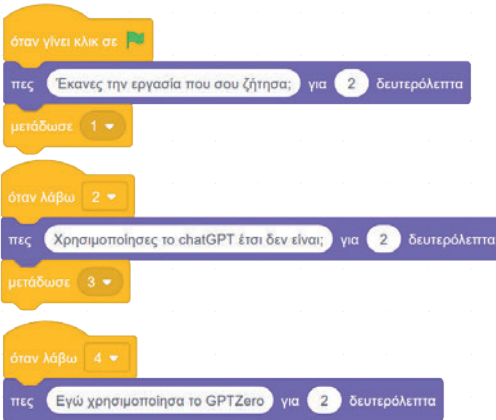 όταν γίνει κλικ σε
πες Έκανες την εργασία που σου ζήτησα; για 2 δευτερόλεπτα
μετάδωσε 1
όταν λάβω 2
πες Χρησιμοποίησες το chatGPT έτσι δεν είναι; για 2 δευτερόλεπτα
μετάδωσε 3
όταν λάβω 4
πες Εγώ χρησιμοποίησα το GPTZero για 2 δευτερόλεπτα